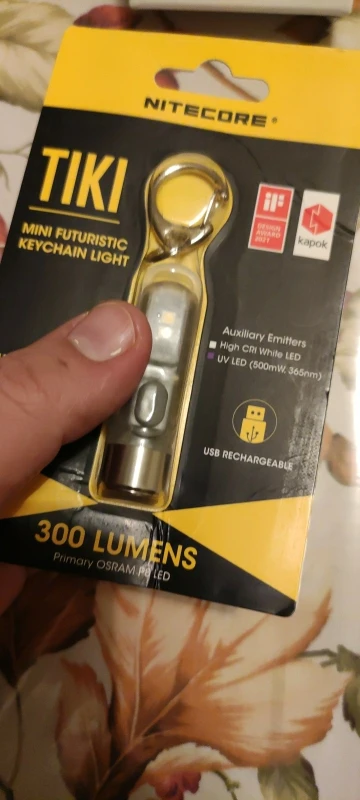 NITECORE®
TIKI
MINI FUTURISTIC
KEYCHAIN LIGHT
iF
DESIGN
AWARD
2021
kapok
Auxiliary Emitters
High CRI White LED
UV LED (500mW, 365nm)
USB RECHARGEABLE
300 LUMENS
Primary OSRAM P8 LED